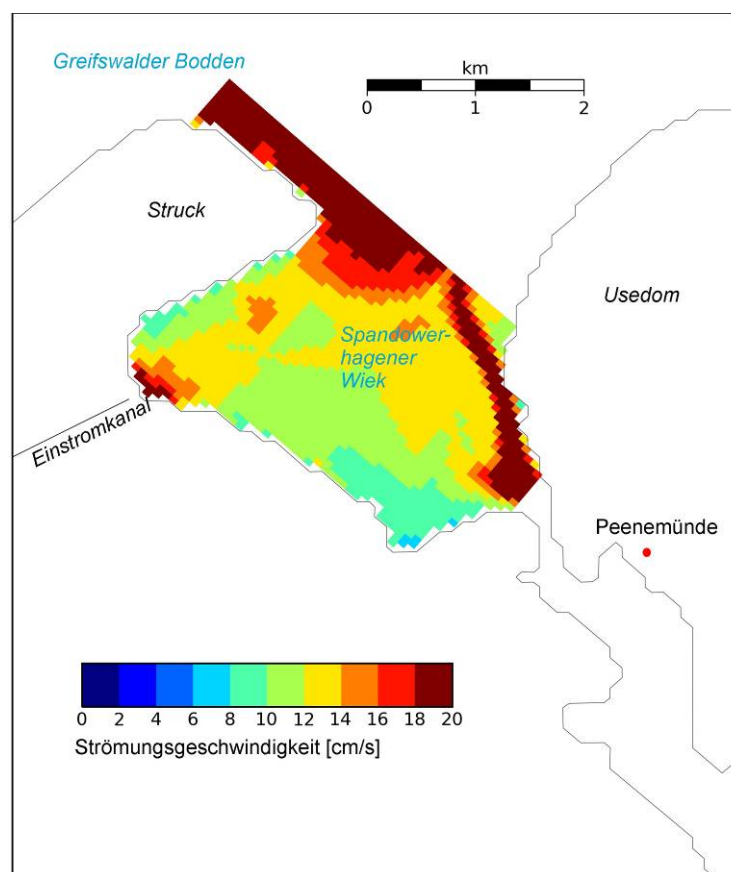 Greifswalder Bodden
km
0 1 2
Struck
Usedom
Spandower-
hagener
Wiek
Einstromkanal
Peenemünde
0 2 4 6 8 10 12 14 16 18 20
Strömungsgeschwindigkeit [cm/s]